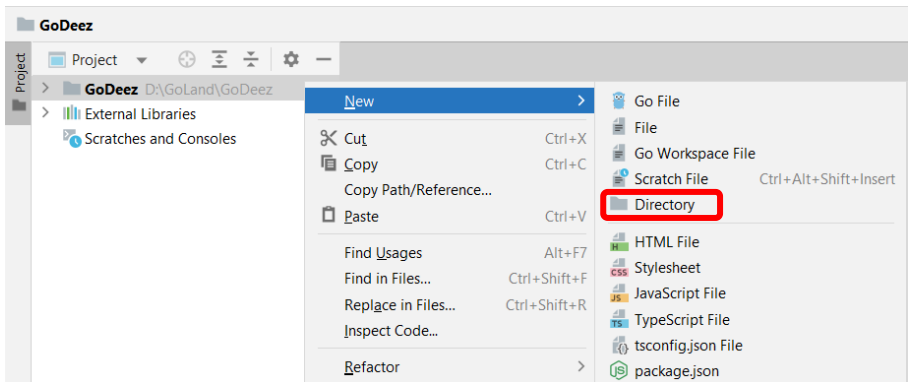 GoDeez
Project
Project
GoDeez D:\GoLand\GoDeez
External Libraries
Scratches and Consoles
New
Cut Ctrl+X
Copy Ctrl+C
Copy Path/Reference...
Paste Ctrl+V
Find Usages Alt+F7
Find in Files... Ctrl+Shift+F
Replace in Files... Ctrl+Shift+R
Inspect Code...
Refactor
Go File
File
Go Workspace File
Scratch File Ctrl+Alt+Shift+Insert
Directory
H HTML File
CSS Stylesheet
JS JavaScript File
TS TypeScript File
tsconfig.json File
package.json